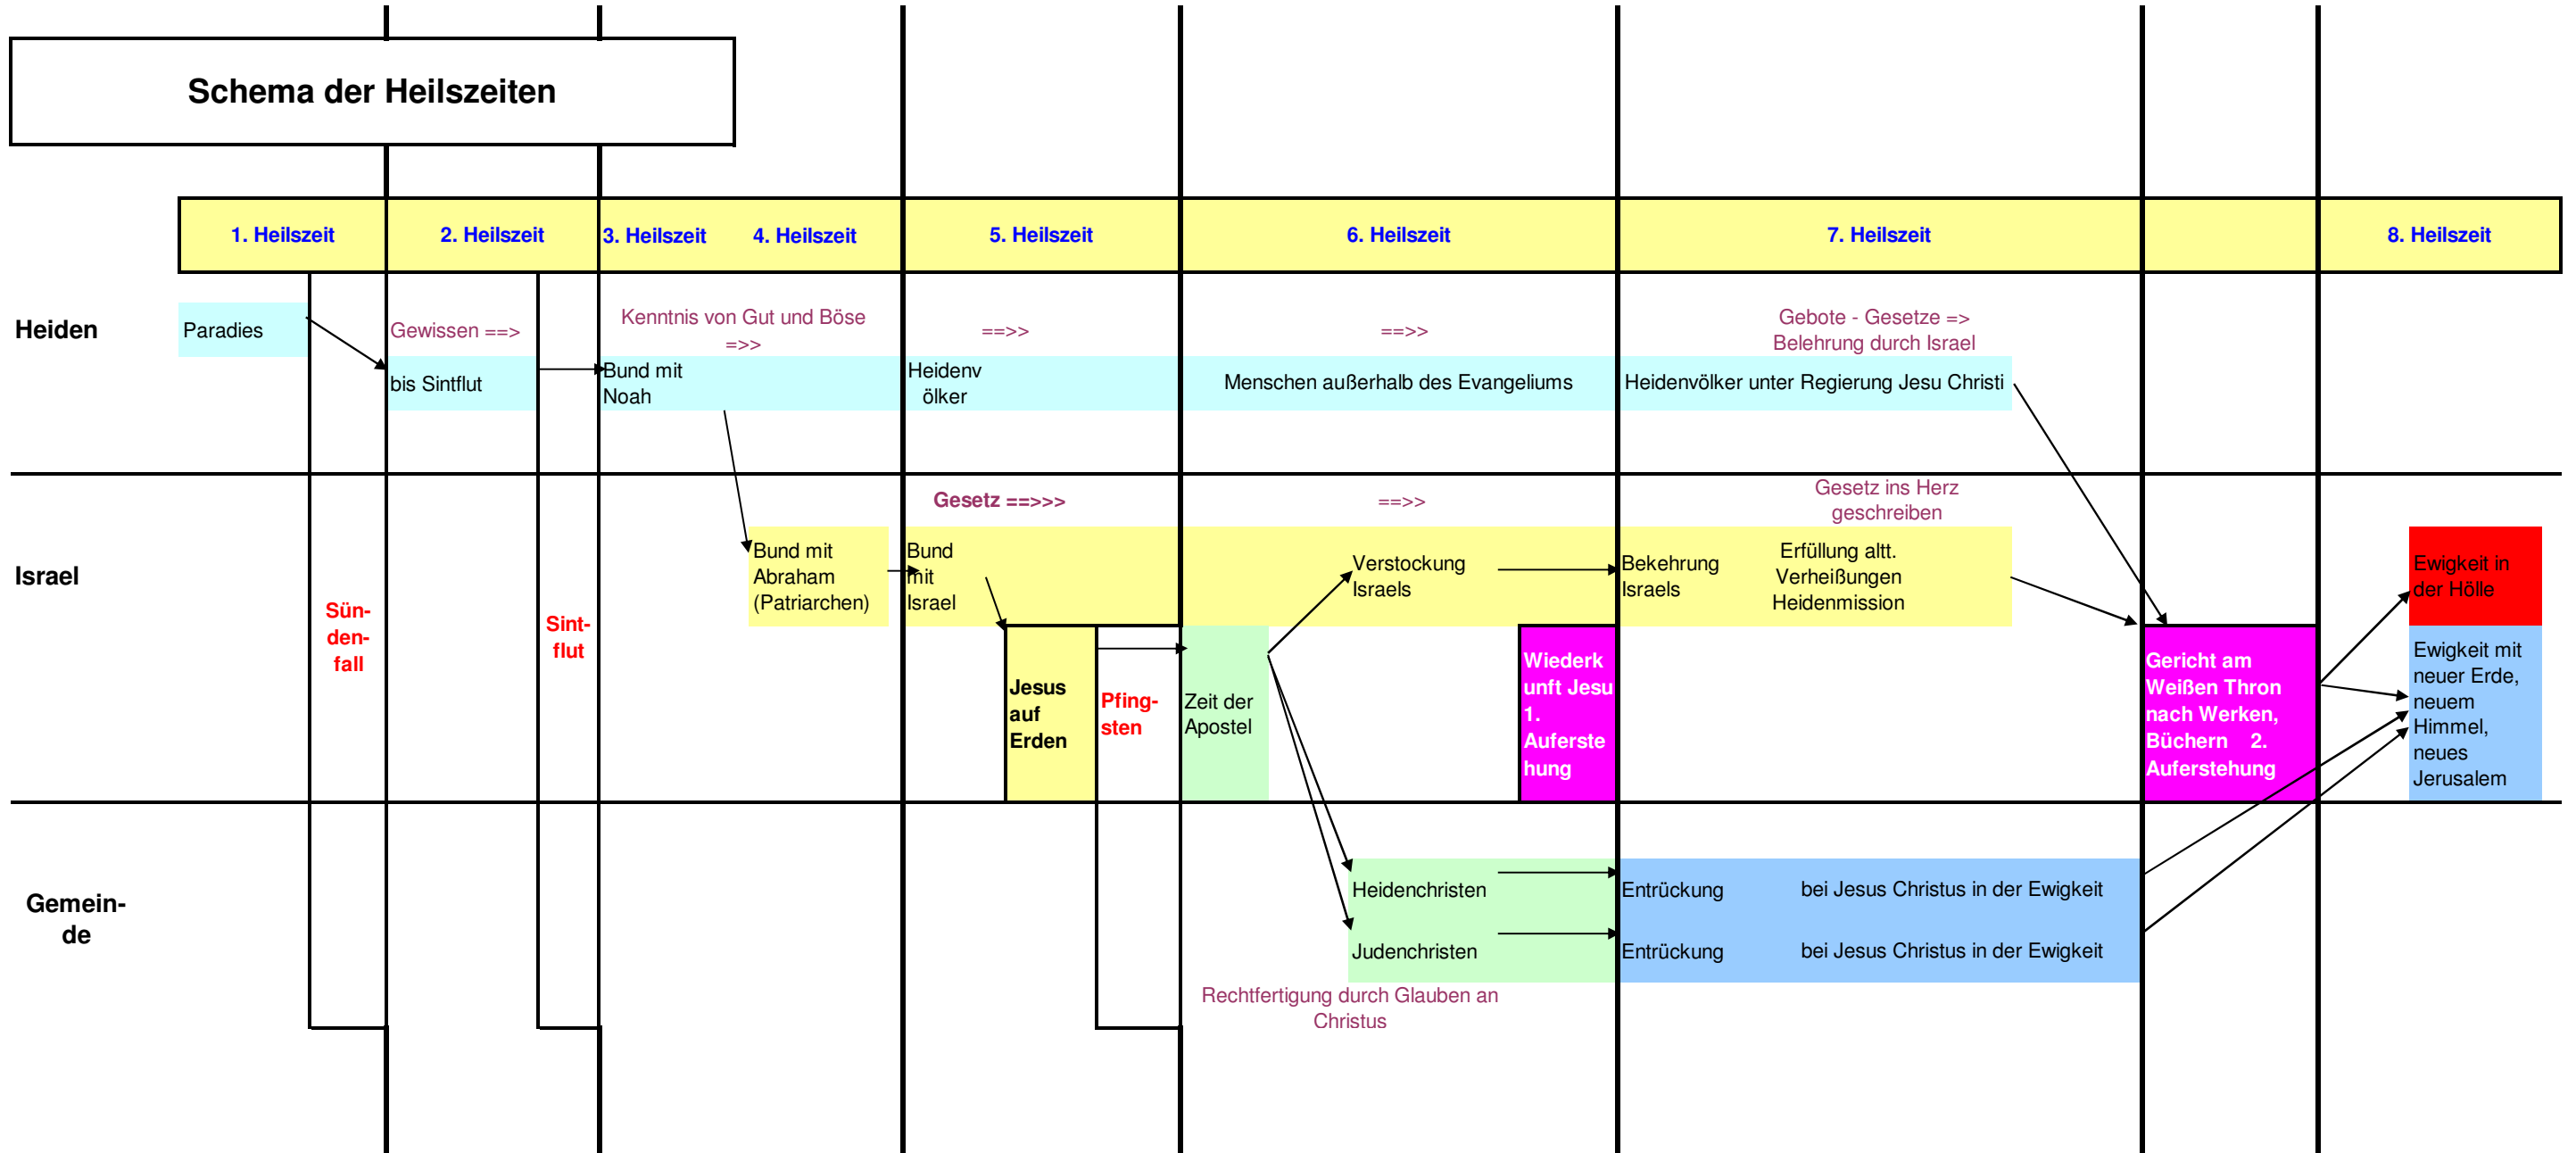 Schema der Heilszeiten
1. Heilszeit
2. Heilszeit
3. Heilszeit
4. Heilszeit
5. Heilszeit
6. Heilszeit
7. Heilszeit
8. Heilszeit
Heiden
Paradies
Gewissen ==>
bis Sintflut
Kenntnis von Gut und Böse
=>>
Bund mit
Noah
==>>
Heidenv
ölker
==>>
Menschen außerhalb des Evangeliums
Gebote - Gesetze =>
Belehrung durch Israel
Heidenvölker unter Regierung Jesu Christi
Israel
Sün-
den-
fall
Sint-
flut
Bund mit
Abraham
(Patriarchen)
Gesetz ==>>>
Bund
mit
Israel
Jesus
auf
Erden
Pfing-
sten
Zeit der
Apostel
==>>
Verstockung
Israels
Wiederk
unft Jesu
1.
Auferste
hung
Gesetz ins Herz
geschreiben
Bekehrung
Israels
Erfüllung altt.
Verheißungen
Heidenmission
Gericht am
Weißen Thron
nach Werken,
Büchern 2.
Auferstehung
Ewigkeit in
der Hölle
Ewigkeit mit
neuer Erde,
neuem
Himmel,
neues
Jerusalem
Gemein-
de
Heidenchristen
Entrückung
bei Jesus Christus in der Ewigkeit
Judenchristen
Entrückung
bei Jesus Christus in der Ewigkeit
Rechtfertigung durch Glauben an
Christus